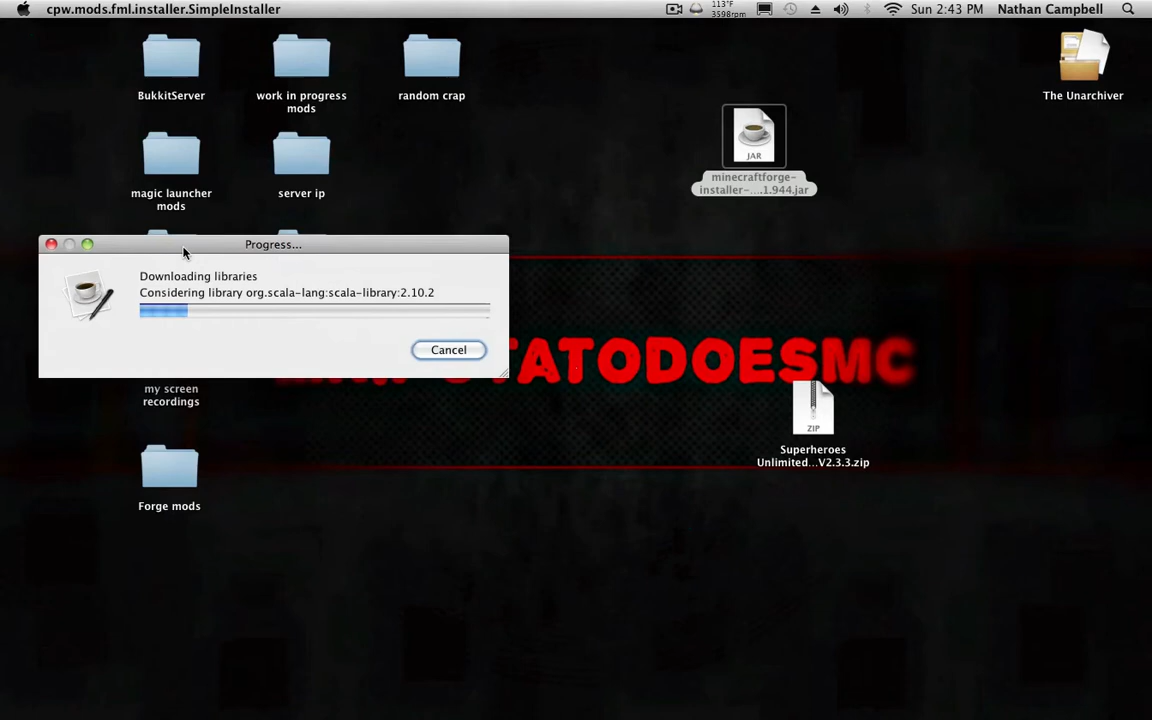 cpw.mods.fml.installer.SimpleInstaller
113°F
3598rpm
Sun 2:43 PM
Nathan Campbell
BukkitServer
work in progress
mods
random crap
The Unarchiver
JAR
minecraftforge-
installer-....1.944.jar
magic launcher
mods
server ip
Progress...
Downloading libraries
Considering library org.scala-lang:scala-library:2.10.2
Cancel
TATODOESMC
my screen
recordings
ZIP
Superheroes
Unlimited...V2.3.3.zip
Forge mods